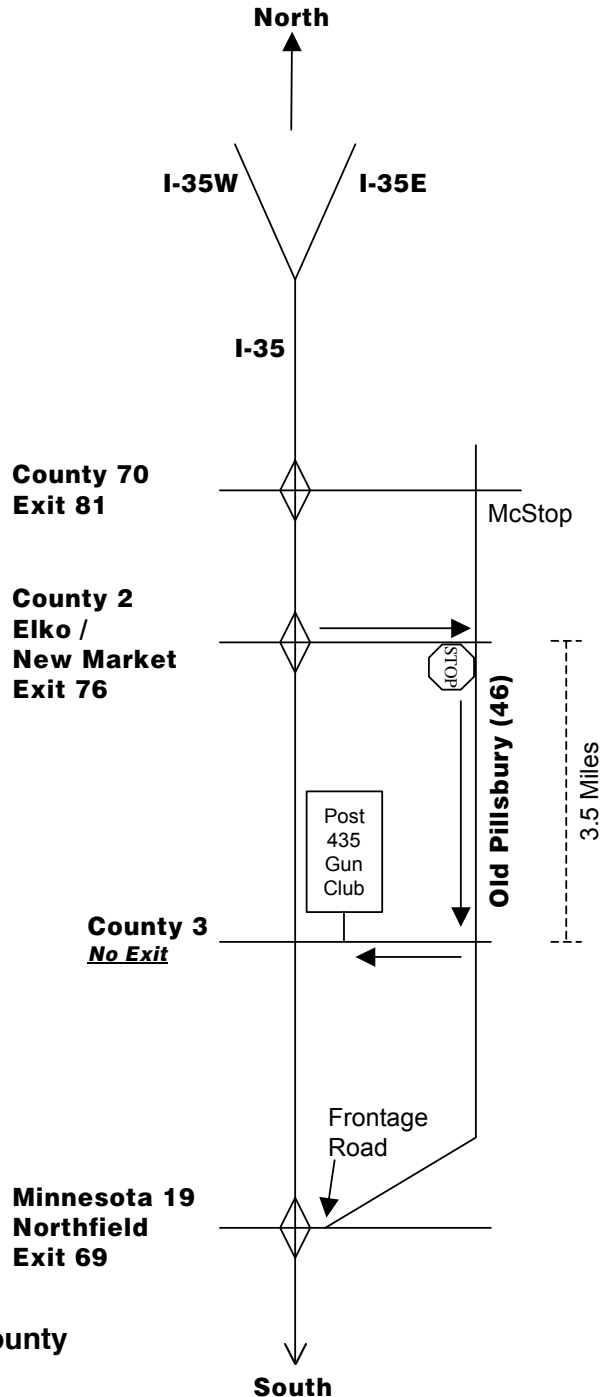 North
I-35W
I-35E
I-35
County 70
Exit 81
McStop
County 2
Elko /
New Market
Exit 76
STOP
Old Pillsbury (46)
3.5 Miles
Post
435
Gun
Club
County 3
No Exit
Frontage
Road
Minnesota 19
Northfield
Exit 69
South